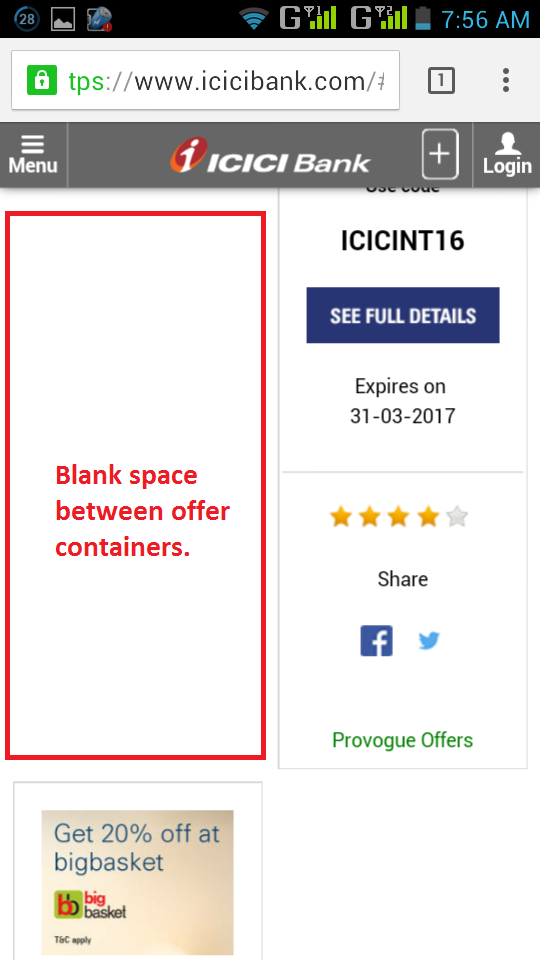 28
G 1
G 2
7:56 AM
tps://www.icicibank.com/#
1
Menu
i ICICI Bank
+
Login
Use code
ICICINT16
SEE FULL DETAILS
Expires on
31-03-2017
Blank space
between offer
containers.
Share
f
Provogue Offers
Get 20% off at
bigbasket
bb big
basket
T&C apply